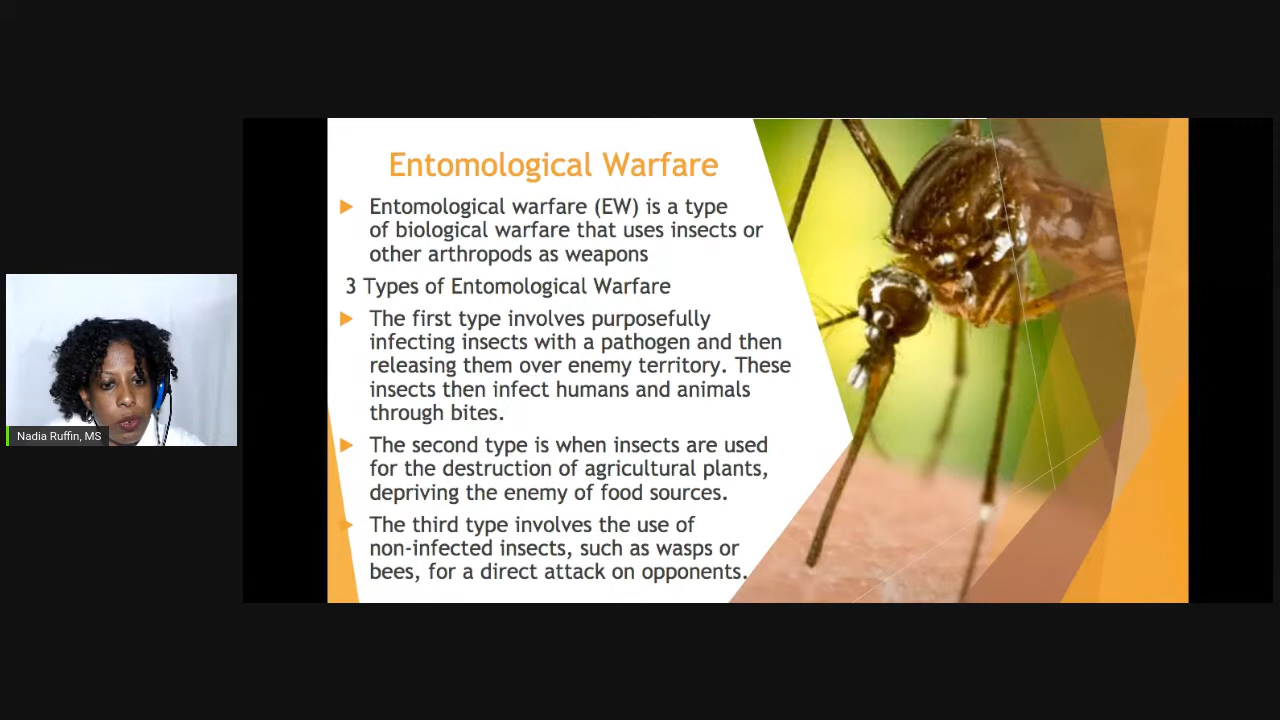 Entomological Warfare
Entomological warfare (EW) is a type
of biological warfare that uses insects or
other arthropods as weapons
3 Types of Entomological Warfare
The first type involves purposefully
infecting insects with a pathogen and then
releasing them over enemy territory. These
insects then infect humans and animals
through bites.
The second type is when insects are used
for the destruction of agricultural plants,
depriving the enemy of food sources.
The third type involves the use of
non-infected insects, such as wasps or
bees, for a direct attack on opponents.
Nadia Ruffin, MS